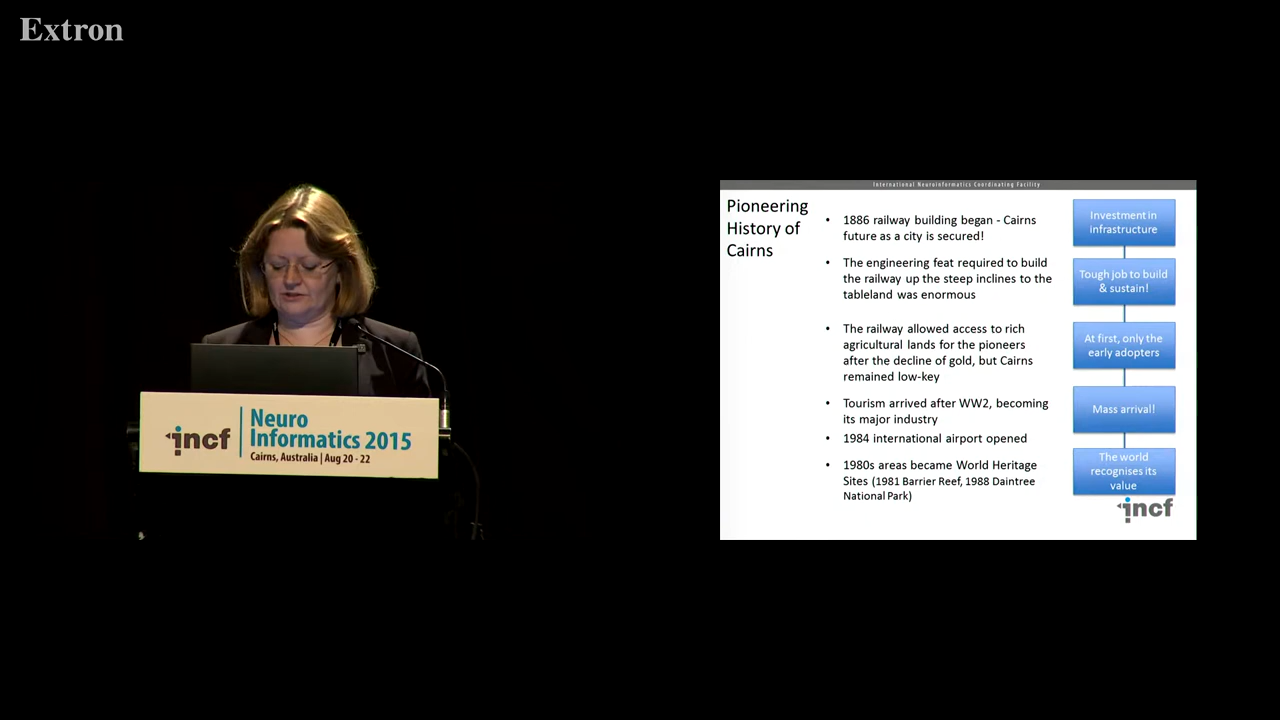 Extron
incf
Neuro
Informatics 2015
Cairns, Australia | Aug 20 - 22
International Neuroinformatics Coordinating Facility
Pioneering
History of
Cairns
• 1886 railway building began - Cairns
future as a city is secured!
• The engineering feat required to build
the railway up the steep inclines to the
tableland was enormous
• The railway allowed access to rich
agricultural lands for the pioneers
after the decline of gold, but Cairns
remained low-key
• Tourism arrived after WW2, becoming
its major industry
• 1984 international airport opened
• 1980s areas became World Heritage
Sites (1981 Barrier Reef, 1988 Daintree
National Park)
Investment in
infrastructure
Tough job to build
& sustain!
At first, only the
early adopters
Mass arrival!
The world
recognises its
value
incf